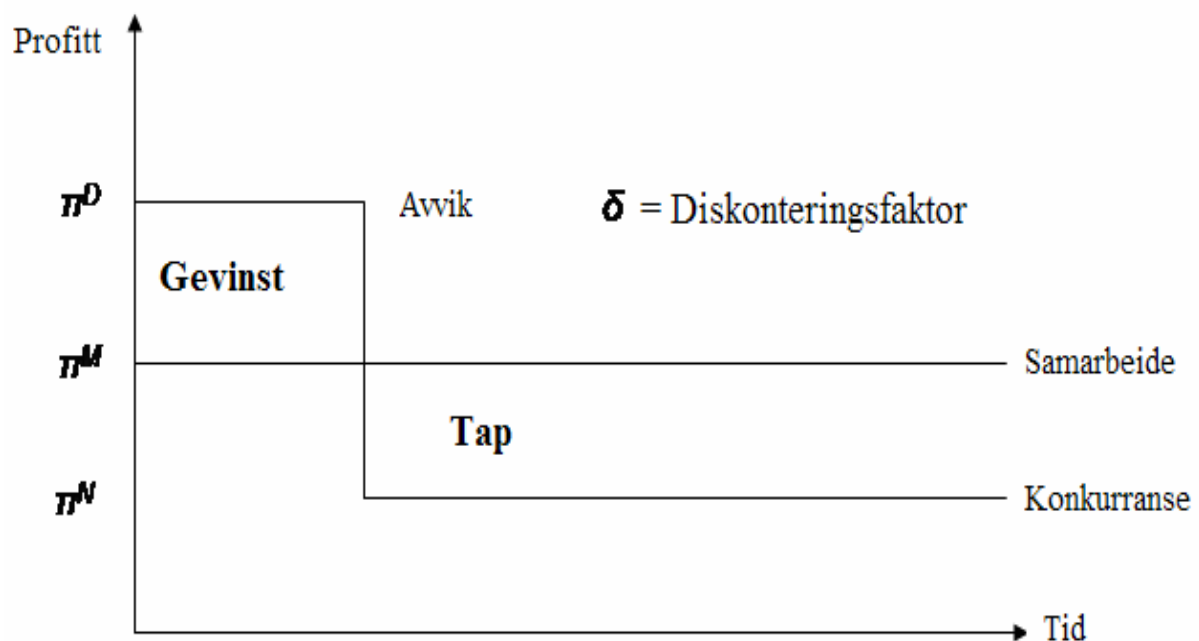 Profitt
π^D Avvik δ = Diskonteringsfaktor
Gevinst
π^M Samarbeide
Tap
π^N Konkurranse
Tid